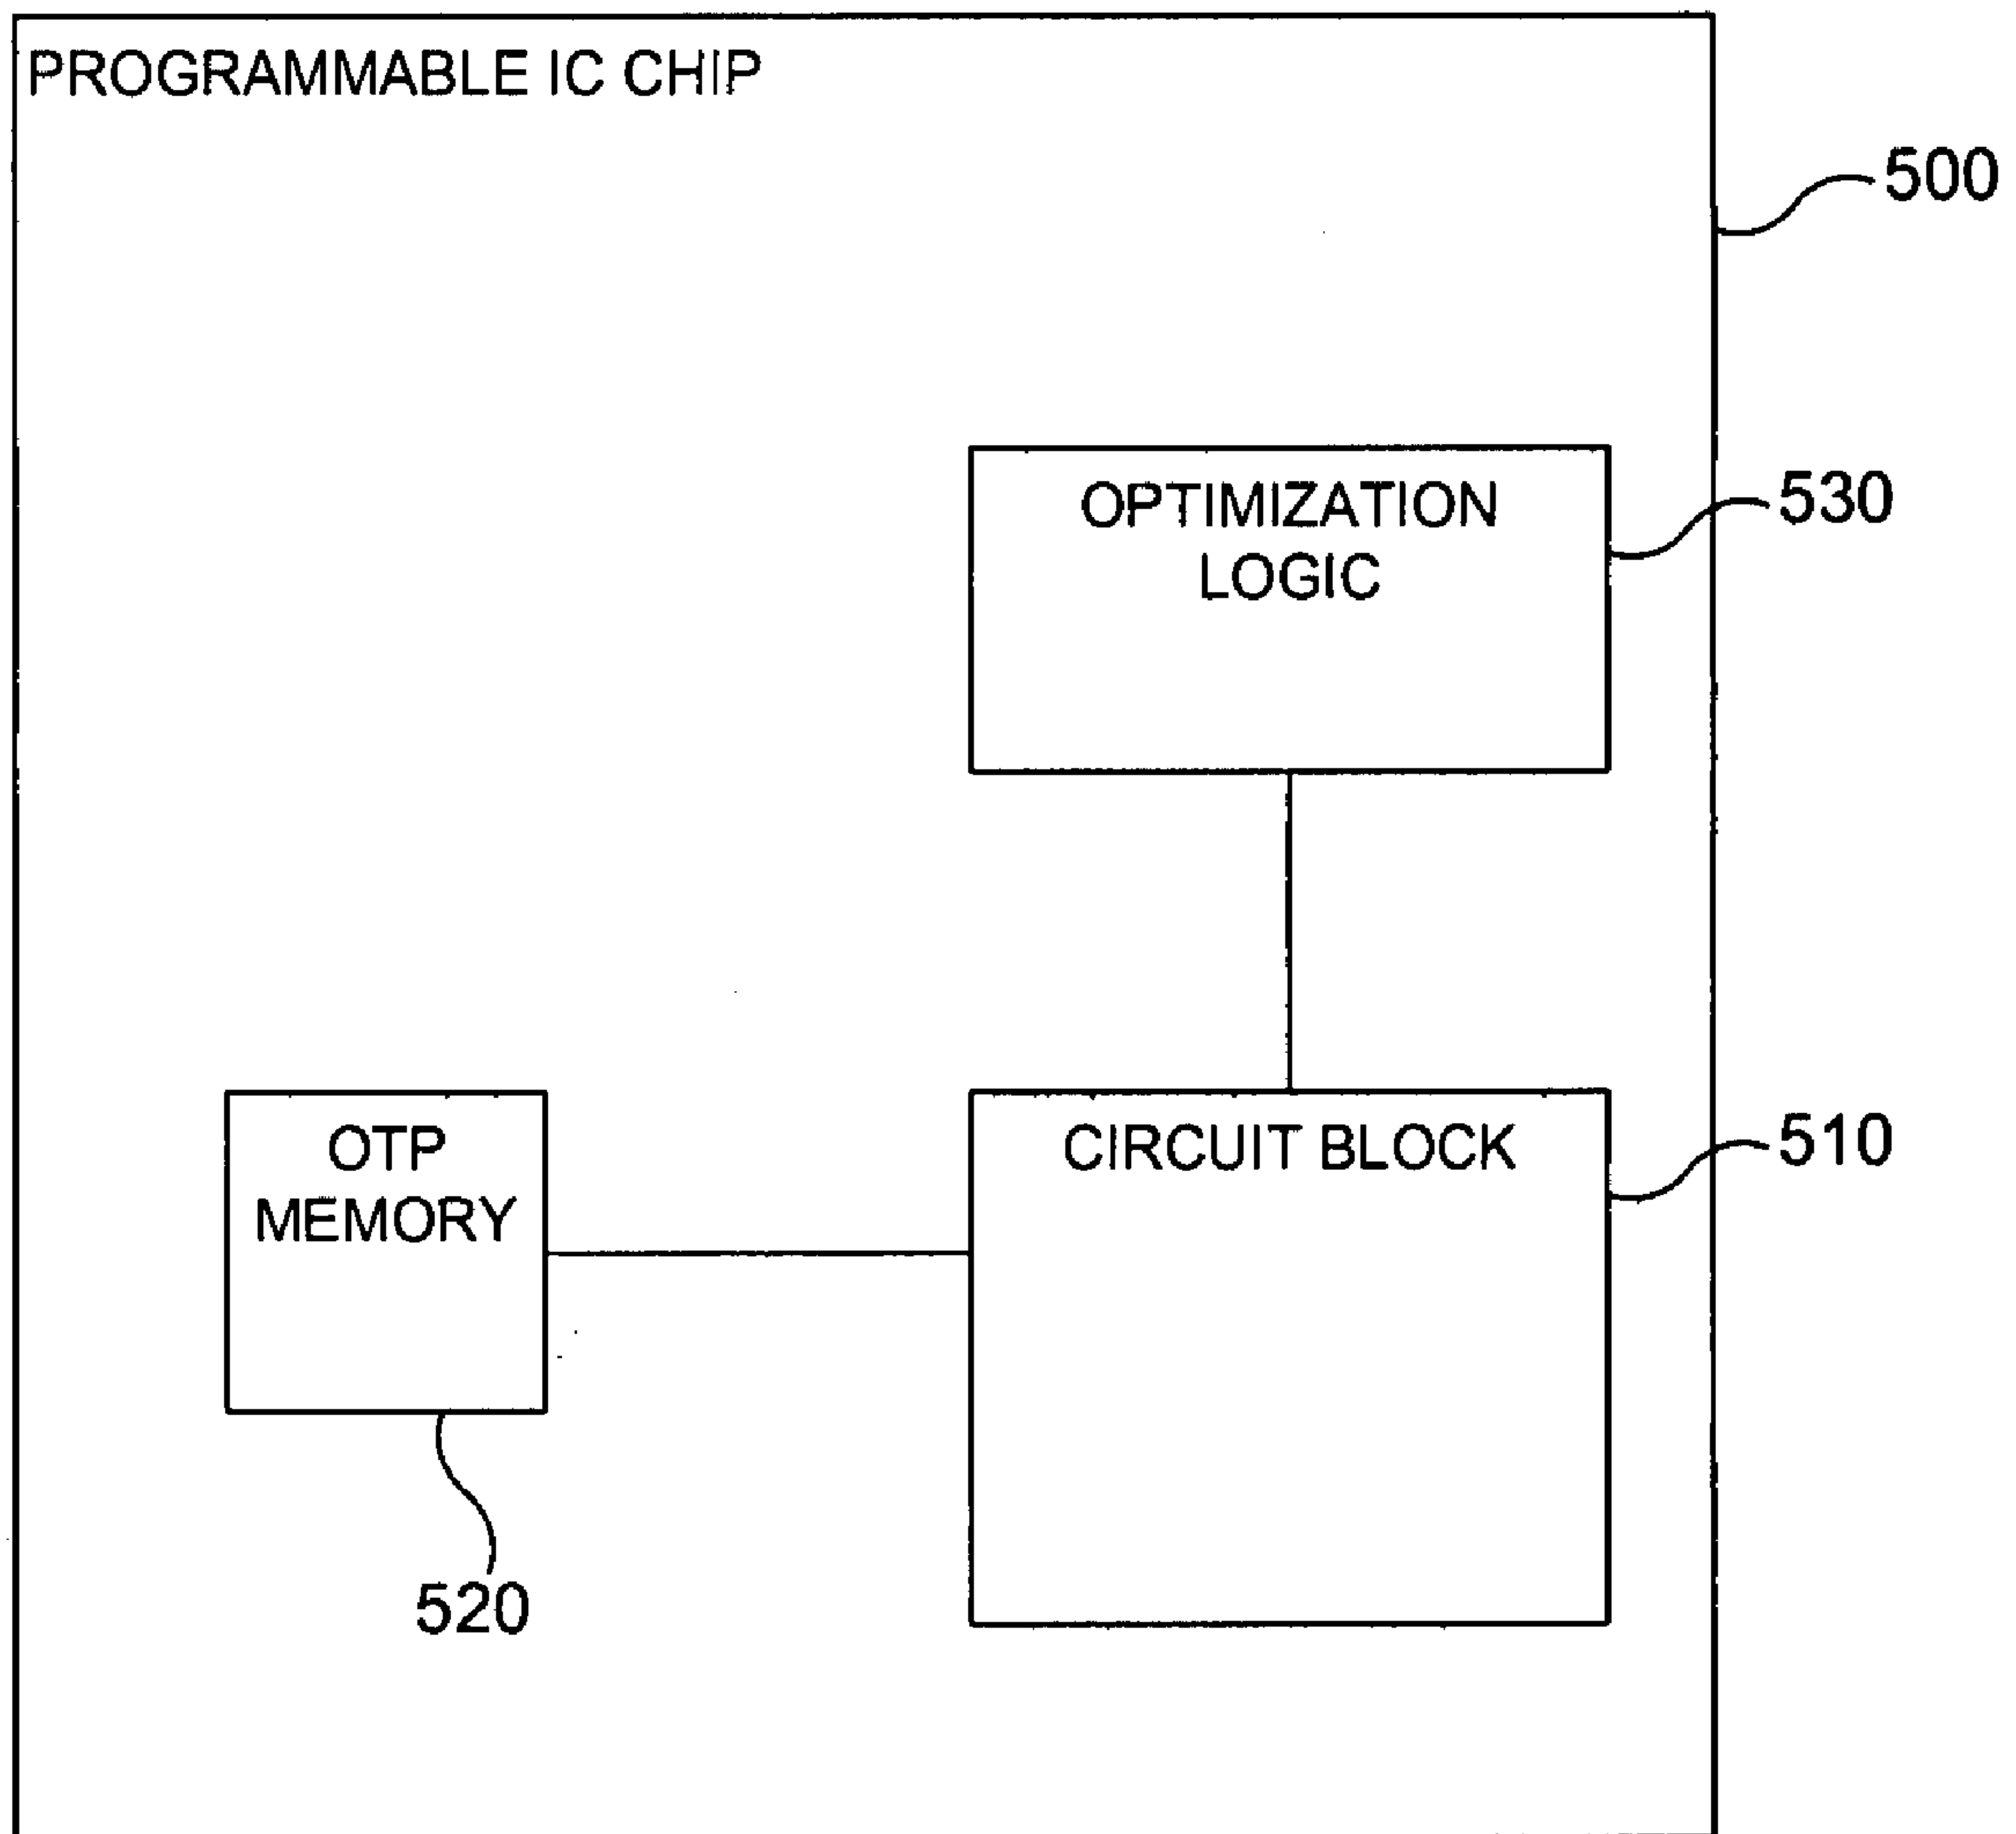 PROGRAMMABLE IC CHIP
500
OPTIMIZATION
LOGIC
530
OTP
MEMORY
CIRCUIT BLOCK
510
520